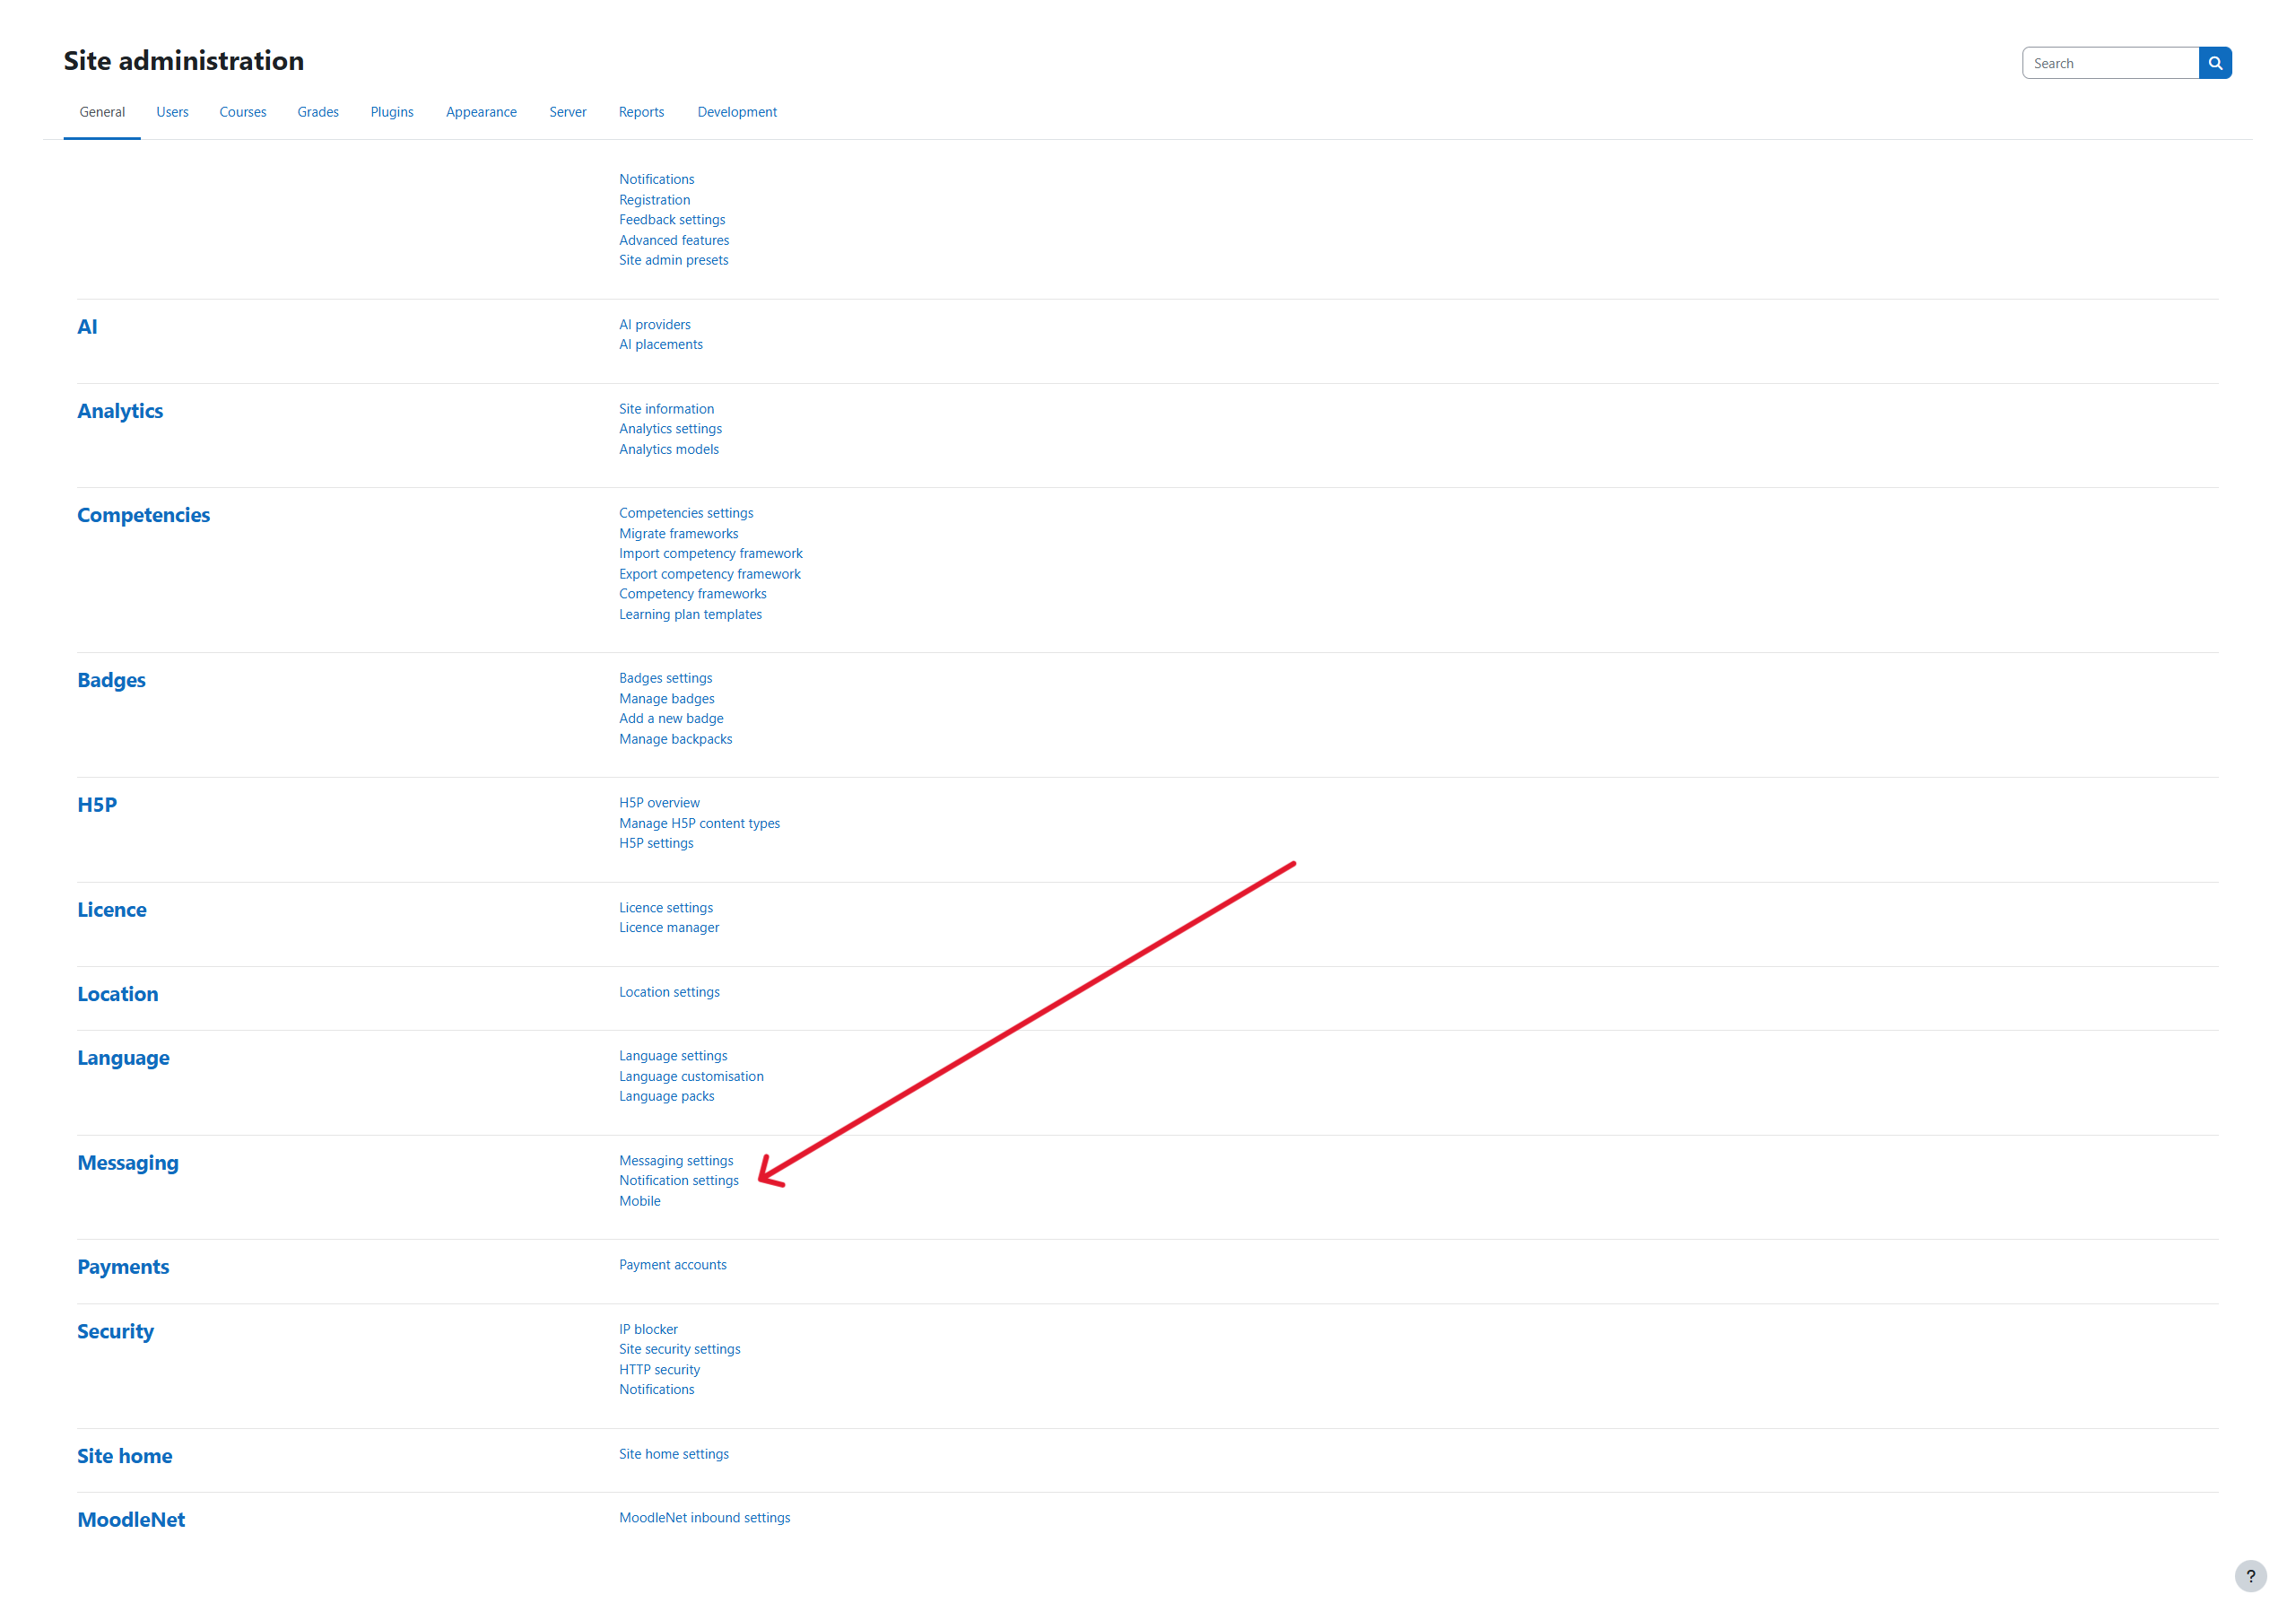 Site administration
Search
General Users Courses Grades Plugins Appearance Server Reports Development
Notifications
Registration
Feedback settings
Advanced features
Site admin presets
AI
AI providers
AI placements
Analytics
Site information
Analytics settings
Analytics models
Competencies
Competencies settings
Migrate frameworks
Import competency framework
Export competency framework
Competency frameworks
Learning plan templates
Badges
Badges settings
Manage badges
Add a new badge
Manage backpacks
H5P
H5P overview
Manage H5P content types
H5P settings
Licence
Licence settings
Licence manager
Location
Location settings
Language
Language settings
Language customisation
Language packs
Messaging
Messaging settings
Notification settings
Mobile
Payments
Payment accounts
Security
IP blocker
Site security settings
HTTP security
Notifications
Site home
Site home settings
MoodleNet
MoodleNet inbound settings
?